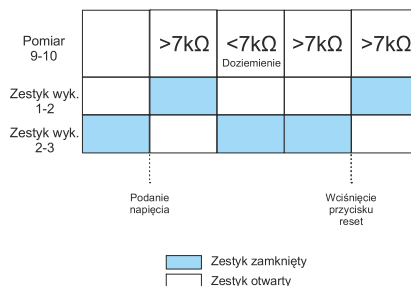 Pomiar
9-10
>7kΩ
<7kΩ
Doziemienie
>7kΩ
>7kΩ
Zestyk wyk.
1-2
Zestyk wyk.
2-3
Podanie
napięcia
Wciśnięcie
przycisku
reset
Zestyk zamknięty
Zestyk otwarty